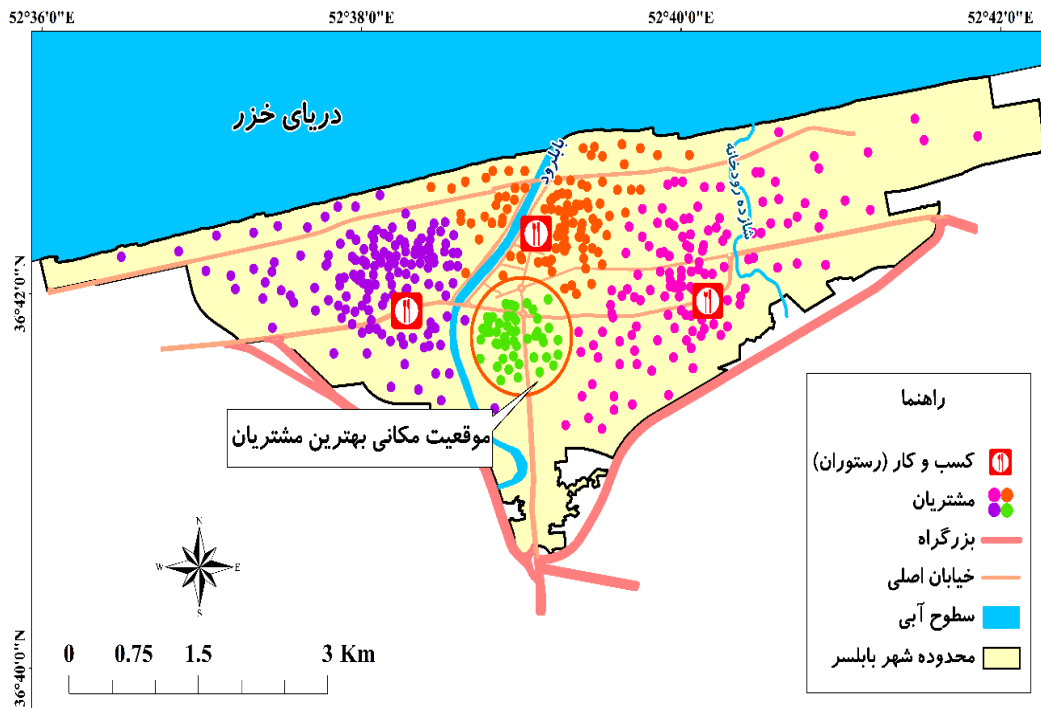 52°36'0"E
52°38'0"E
52°40'0"E
52°42'0"E
دریای خزر
بابلرود
شازده رودخانه
36°42'0"N
موقعیت مکانی بهترین مشتریان
راهنما
کسب و کار (رستوران)
مشتریان
بزرگراه
خیابان اصلی
سطوح آبی
محدوده شهر بابلسر
N
W
E
S
0 0.75 1.5 3 Km
36°40'0"N